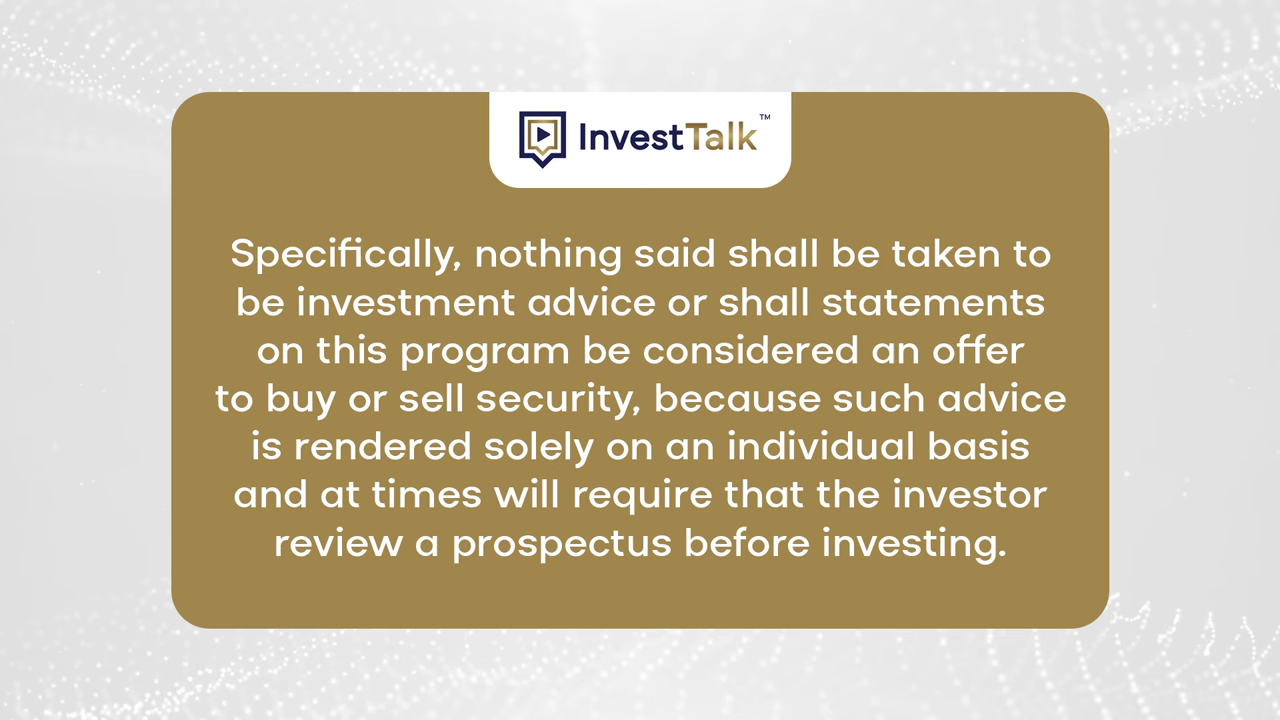 InvestTalk™
Specifically, nothing said shall be taken to
be investment advice or shall statements
on this program be considered an offer
to buy or sell security, because such advice
is rendered solely on an individual basis
and at times will require that the investor
review a prospectus before investing.